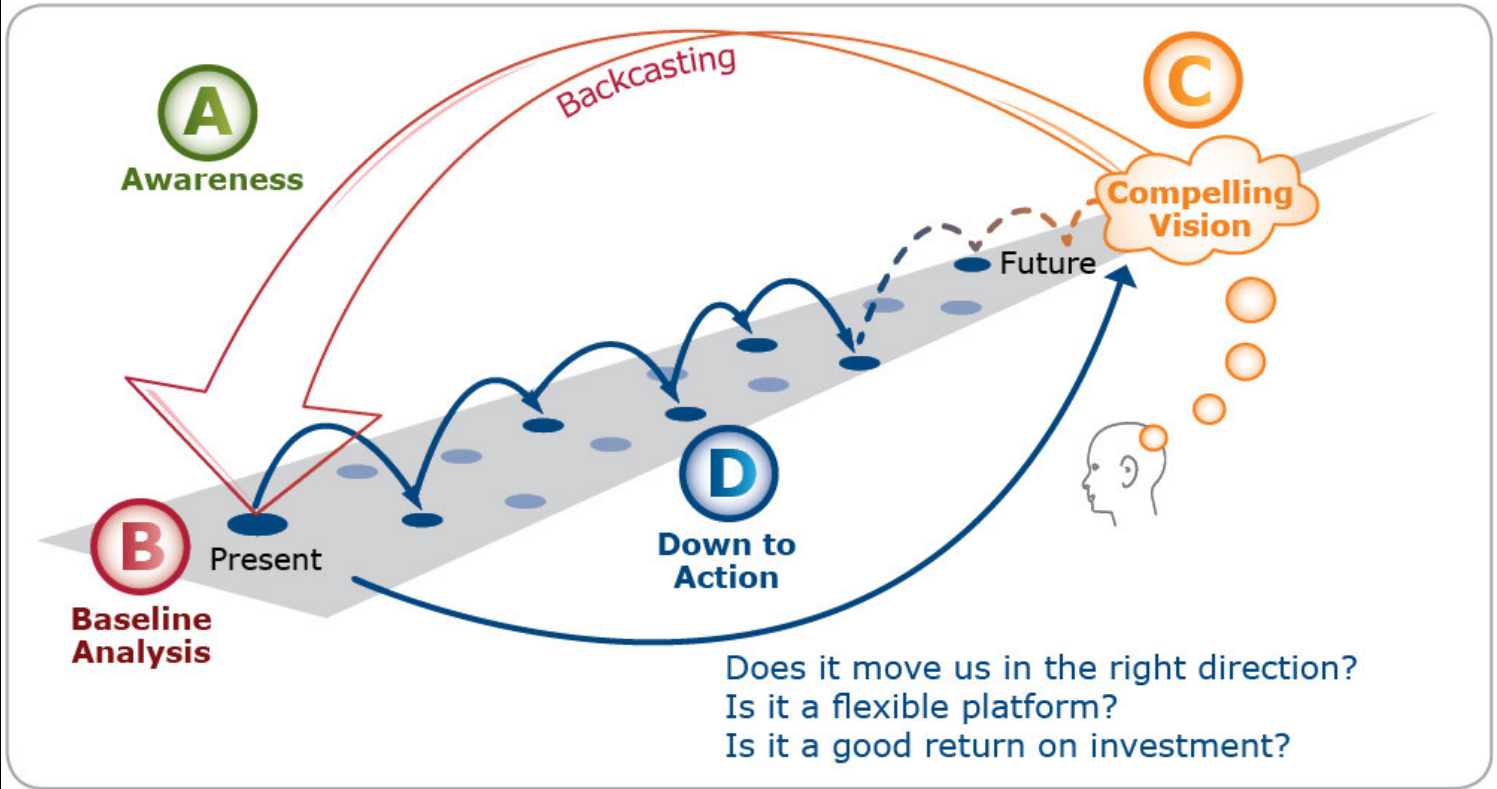 A
Awareness
Backcasting
C
Compelling
Vision
Future
D
Down to
Action
B
Present
Baseline
Analysis
Does it move us in the right direction?
Is it a flexible platform?
Is it a good return on investment?